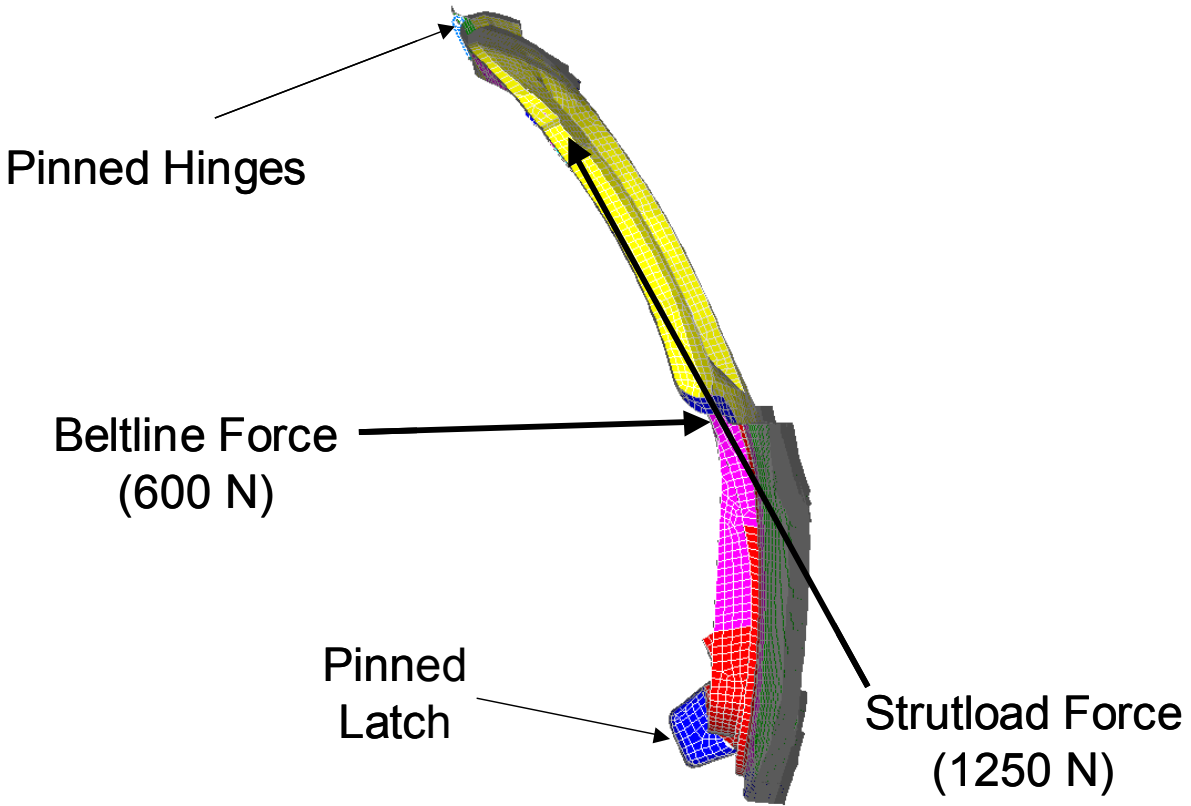 Pinned Hinges
Beltline Force
(600 N)
Pinned
Latch
Strutload Force
(1250 N)